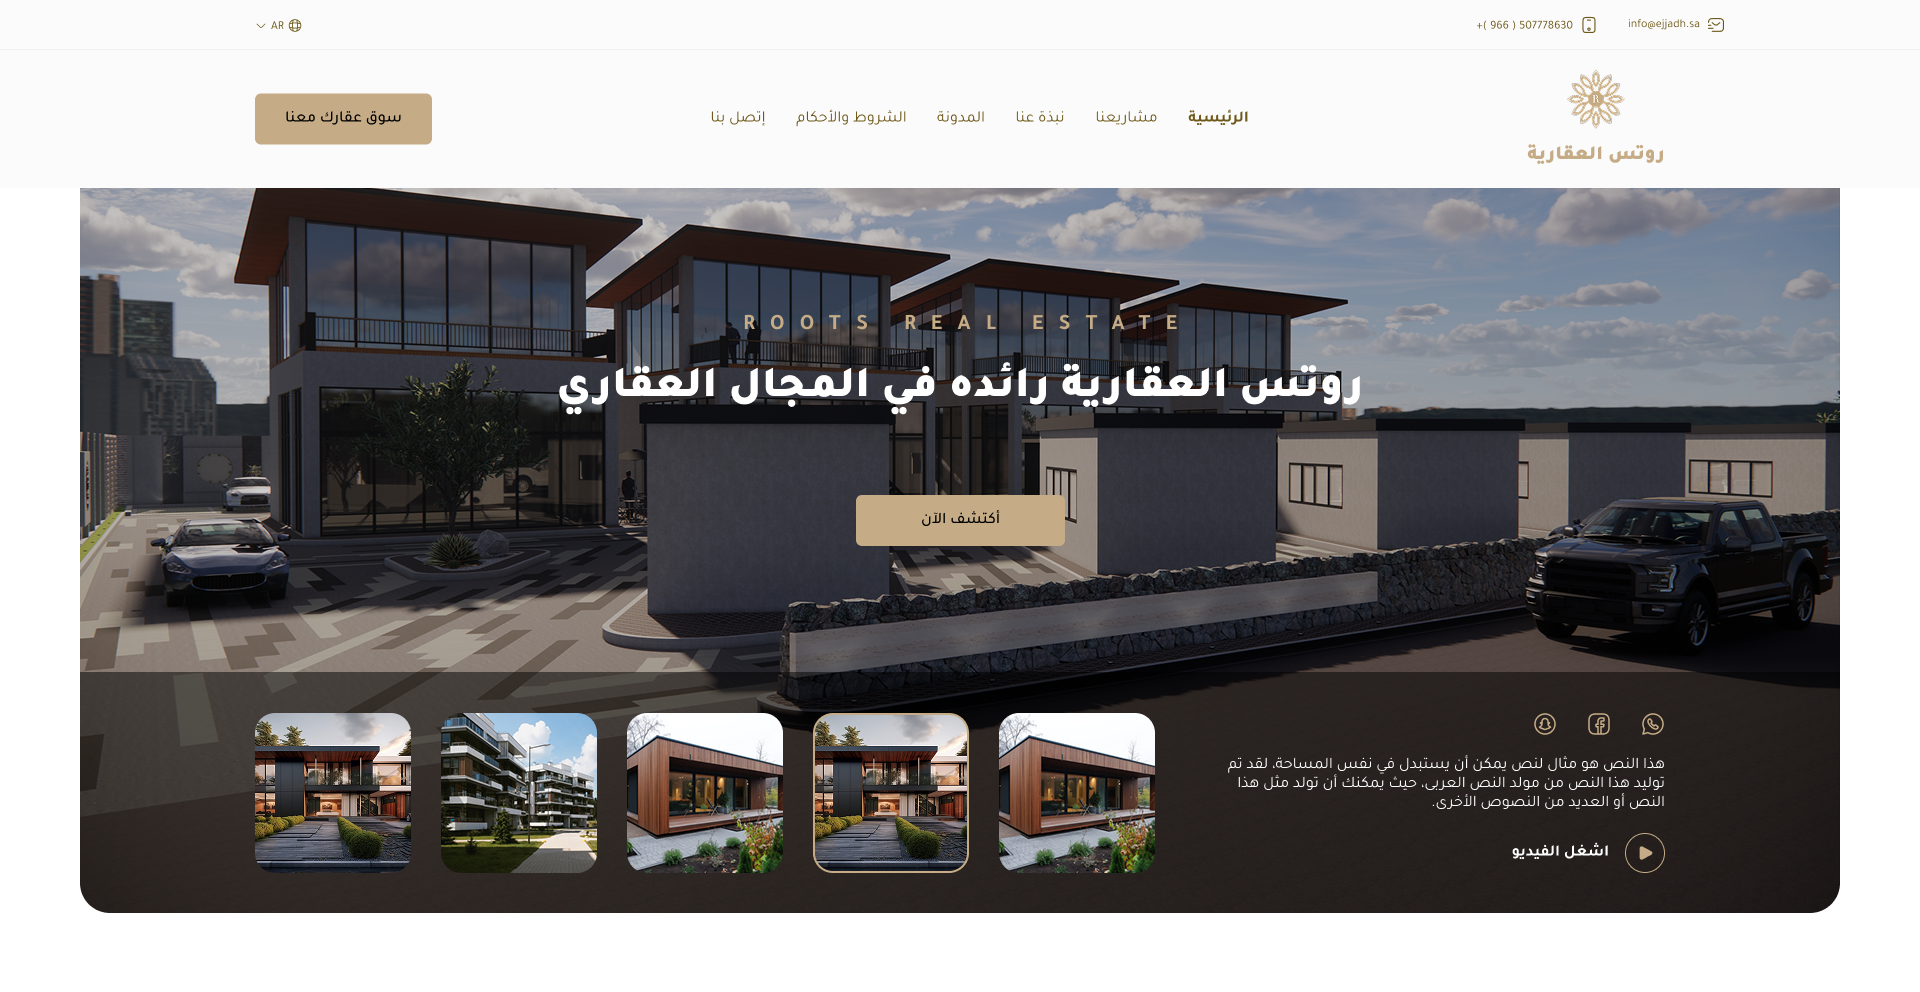 info@ejjadh.sa
+( 966 ) 507778630
AR
روتس العقارية
الرئيسية
مشاريعنا
نبذة عنا
المدونة
الشروط والأحكام
إتصل بنا
سوق عقارك معنا
ROOTS REAL ESTATE
روتس العقارية رائده في المجال العقاري
أكتشف الآن
هذا النص هو مثال لنص يمكن أن يستبدل في نفس المساحة، لقد تم
توليد هذا النص من مولد النص العربى، حيث يمكنك أن تولد مثل هذا
النص أو العديد من النصوص الأخرى.
اشغل الفيديو